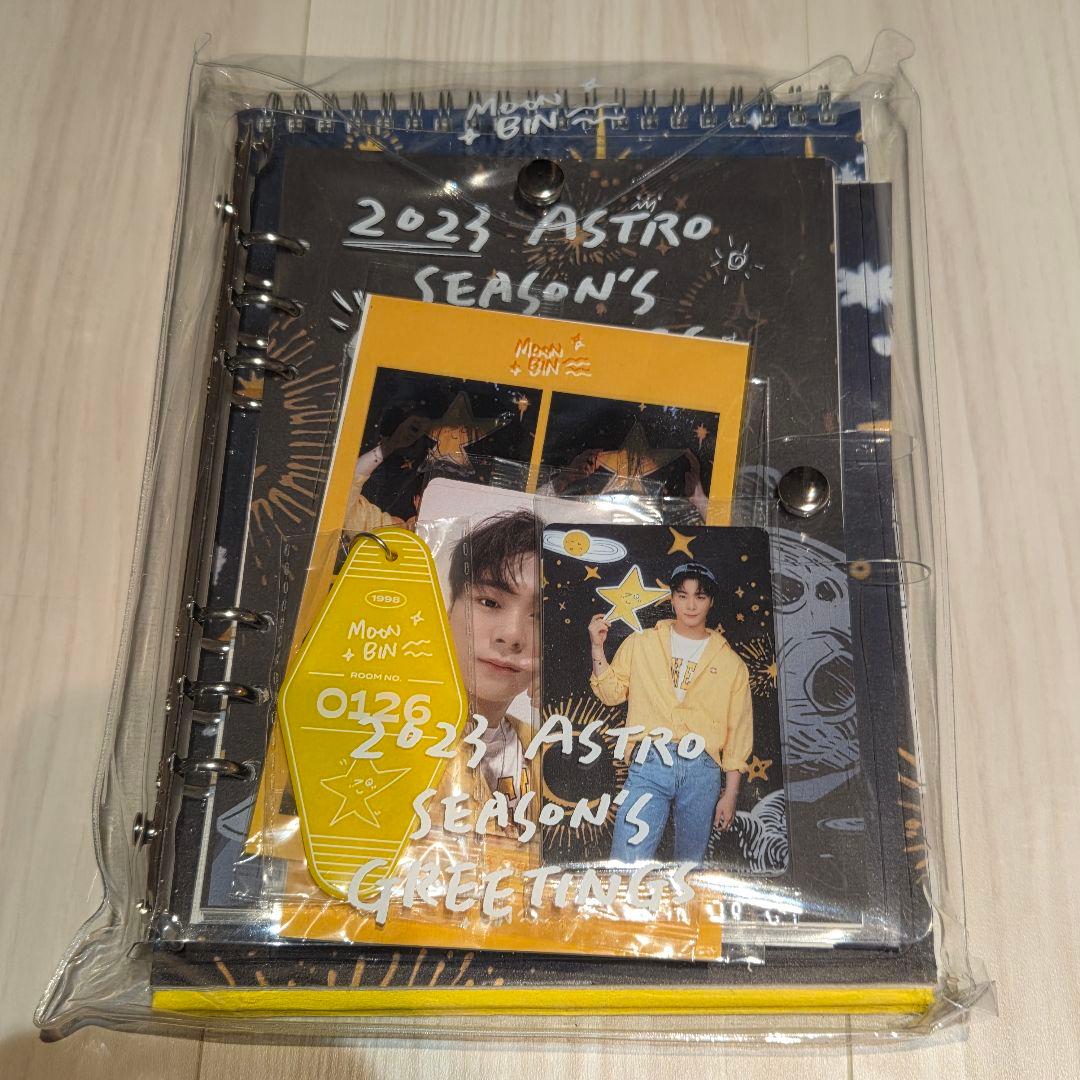 MOON
BIN
2023 ASTRO
SEASON'S
MOON
BIN
1998
MOON
BIN
ROOM NO.
0126
2023 ASTRO
SEASON'S
GREETINGS